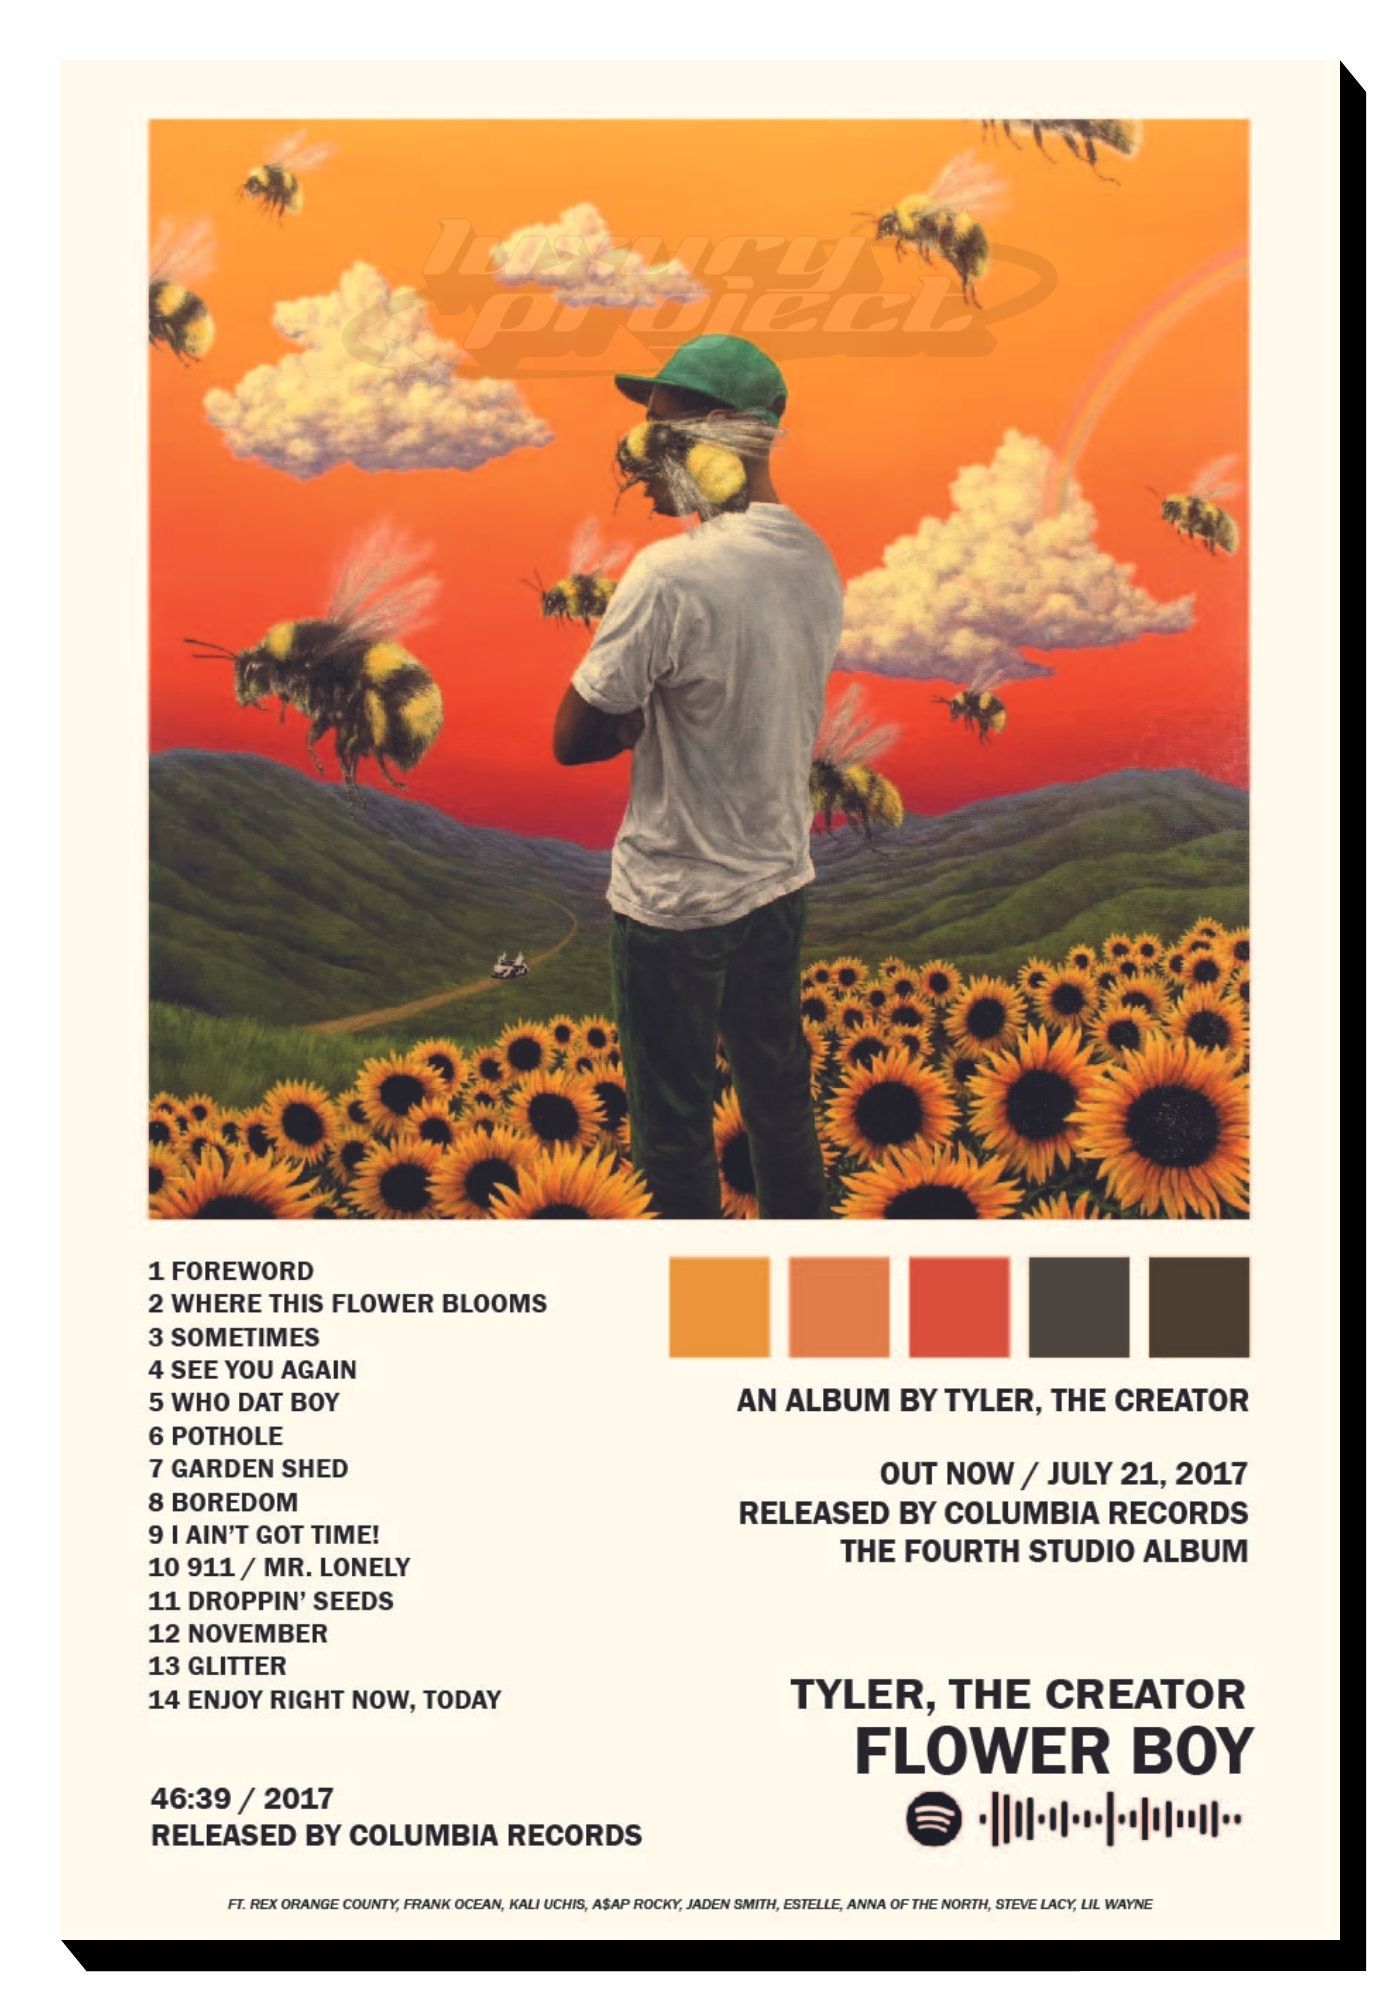 luxury
project
1 FOREWORD
2 WHERE THIS FLOWER BLOOMS
3 SOMETIMES
4 SEE YOU AGAIN
5 WHO DAT BOY
6 POTHOLE
7 GARDEN SHED
8 BOREDOM
9 I AIN'T GOT TIME!
10 911 / MR. LONELY
11 DROPPIN' SEEDS
12 NOVEMBER
13 GLITTER
14 ENJOY RIGHT NOW, TODAY
46:39 / 2017
RELEASED BY COLUMBIA RECORDS
AN ALBUM BY TYLER, THE CREATOR
OUT NOW / JULY 21, 2017
RELEASED BY COLUMBIA RECORDS
THE FOURTH STUDIO ALBUM
TYLER, THE CREATOR
FLOWER BOY
FT. REX ORANGE COUNTY, FRANK OCEAN, KALI UCHIS, A$AP ROCKY, JADEN SMITH, ESTELLE, ANNA OF THE NORTH, STEVE LACY, LIL WAYNE